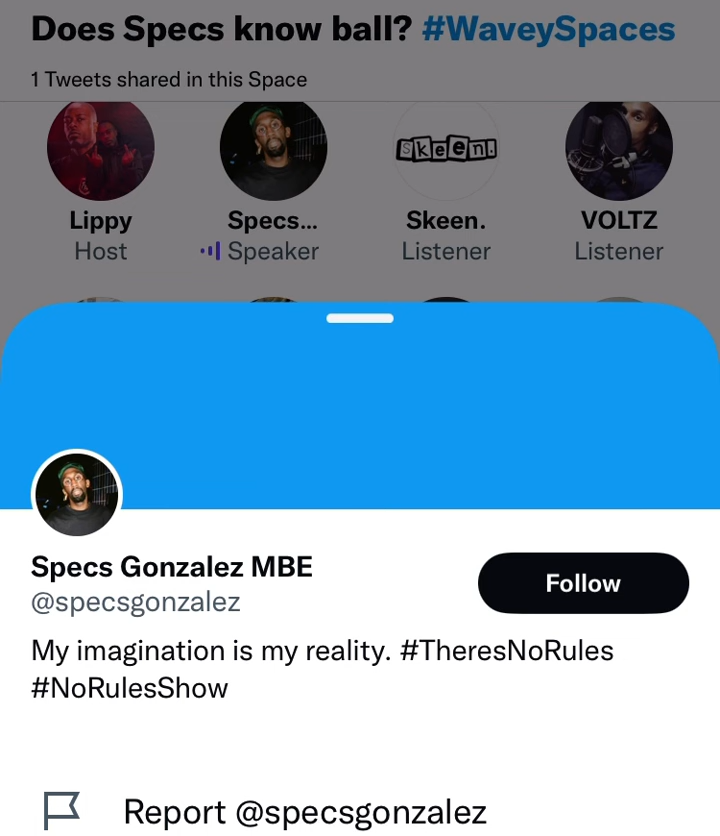 Does Specs know ball? #WaveySpaces
1 Tweets shared in this Space
skeen.
Lippy Specs... Skeen. VOLTZ
Host Speaker Listener Listener
Specs Gonzalez MBE
Follow
@specsgonzalez
My imagination is my reality. #TheresNoRules
#NoRulesShow
Report @specsgonzalez